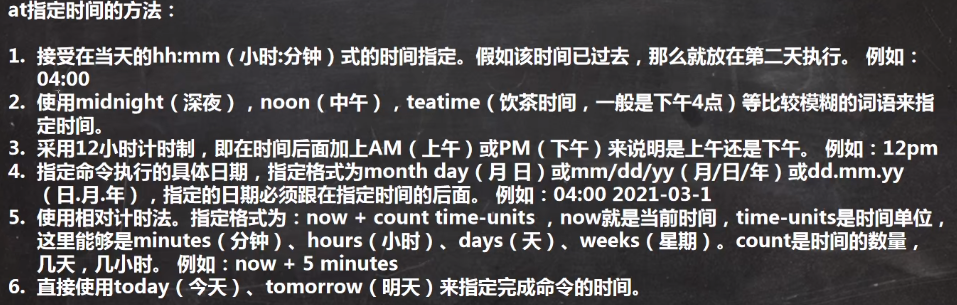 at指定时间的方法：
1. 接受在当天的hh:mm（小时:分钟）式的时间指定。假如该时间已过去，那么就放在第二天执行。 例如：
04:00
2. 使用midnight（深夜），noon（中午），teatime（饮茶时间，一般是下午4点）等比较模糊的词语来指
定时间。
3. 采用12小时计时制，即在时间后面加上AM（上午）或PM（下午）来说明是上午还是下午。 例如：12pm
4. 指定命令执行的具体日期，指定格式为month day（月 日）或mm/dd/yy（月/日/年）或dd.mm.yy
（日.月.年），指定的日期必须跟在指定时间的后面。 例如：04:00 2021-03-1
5. 使用相对计时法。指定格式为：now + count time-units ，now就是当前时间，time-units是时间单位，
这里能够是minutes（分钟）、hours（小时）、days（天）、weeks（星期）。count是时间的数量，
几天，几小时。 例如：now + 5 minutes
6. 直接使用today（今天）、tomorrow（明天）来指定完成命令的时间。